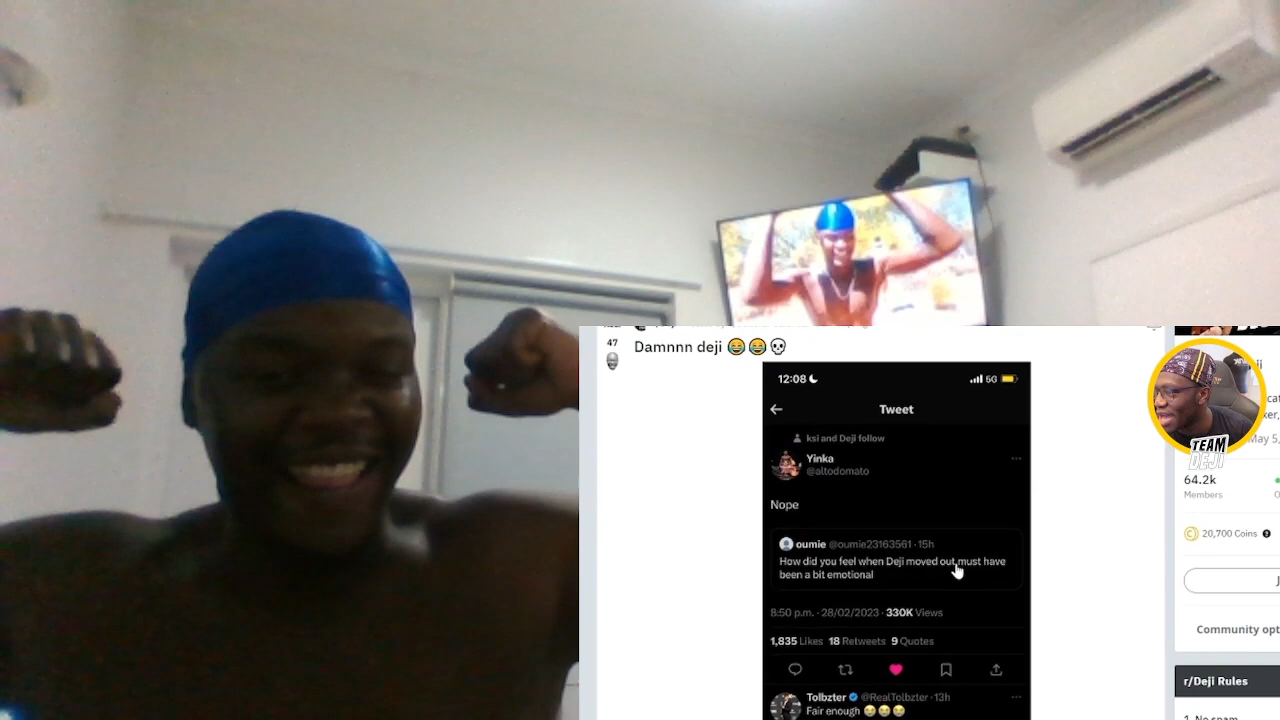 47
Damnnn deji 😂😂💀
12:08
5G
Tweet
ksi and Deji follow
Yinka
@altodomato
Nope
oumie @oumie23163561 · 15h
How did you feel when Deji moved out must have
been a bit emotional
8:50 p.m. · 28/02/2023 · 330K Views
1,835 Likes 18 Retweets 9 Quotes
Tolbzter @RealTolbzter · 13h
Fair enough 😂😂😂
TEAM
DEJI
May 5,
64.2k
Members
20,700 Coins
Community opt
r/Deji Rules